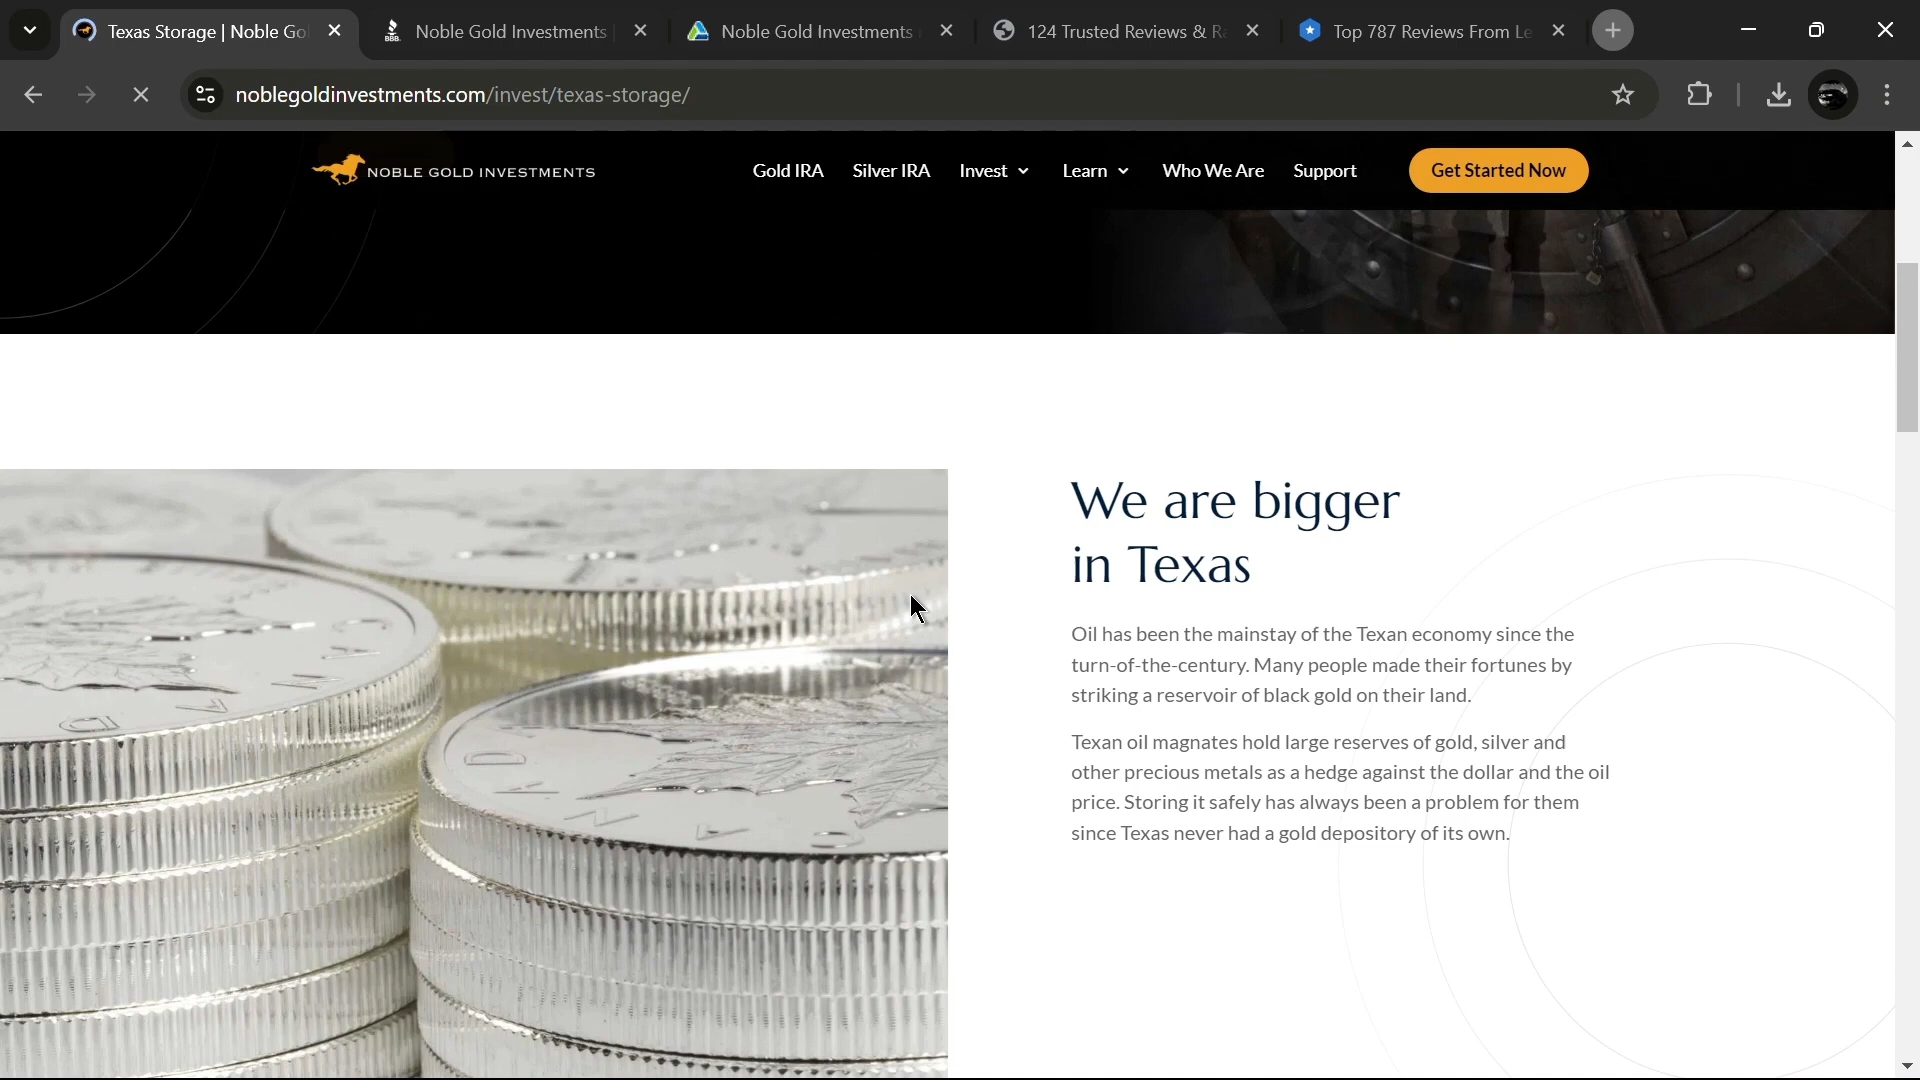 Texas Storage | Noble Go
BBB.
Noble Gold Investments
Noble Gold Investments
124 Trusted Reviews & Ra
Top 787 Reviews From Le
noblegoldinvestments.com/invest/texas-storage/
NOBLE GOLD INVESTMENTS
Gold IRA
Silver IRA
Invest
Learn
Who We Are
Support
Get Started Now
We are bigger
in Texas
Oil has been the mainstay of the Texan economy since the
turn-of-the-century. Many people made their fortunes by
striking a reservoir of black gold on their land.
Texan oil magnates hold large reserves of gold, silver and
other precious metals as a hedge against the dollar and the oil
price. Storing it safely has always been a problem for them
since Texas never had a gold depository of its own.